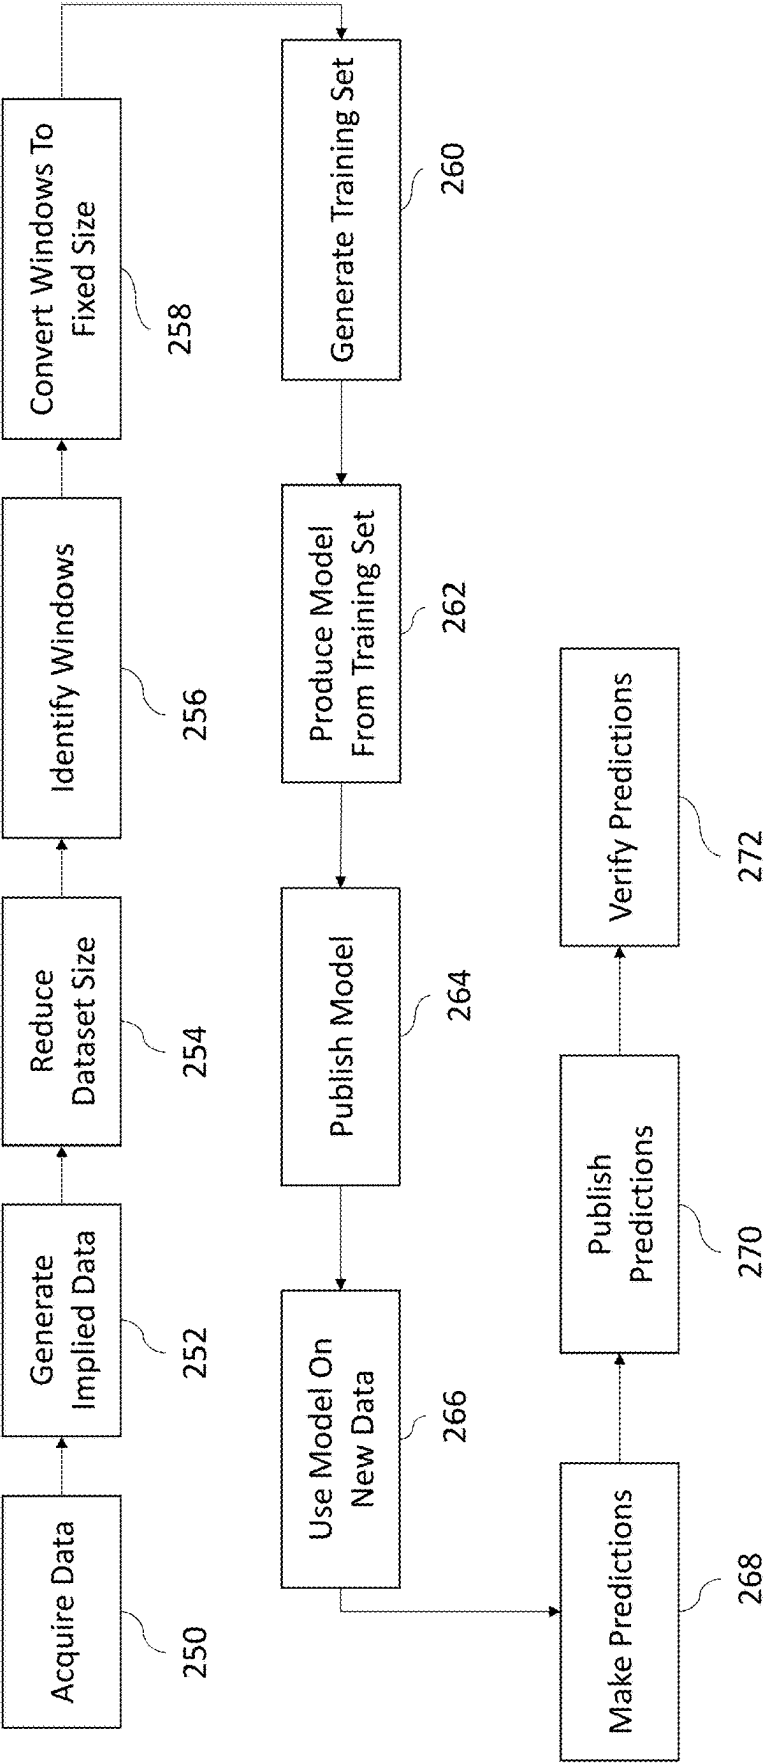 Acquire Data
250
Generate
Implied Data
252
Reduce
Dataset Size
254
Identify Windows
256
Convert Windows To
Fixed Size
258
Generate Training Set
260
Produce Model
From Training Set
262
Publish Model
264
Use Model On
New Data
266
Make Predictions
268
Publish
Predictions
270
Verify Predictions
272